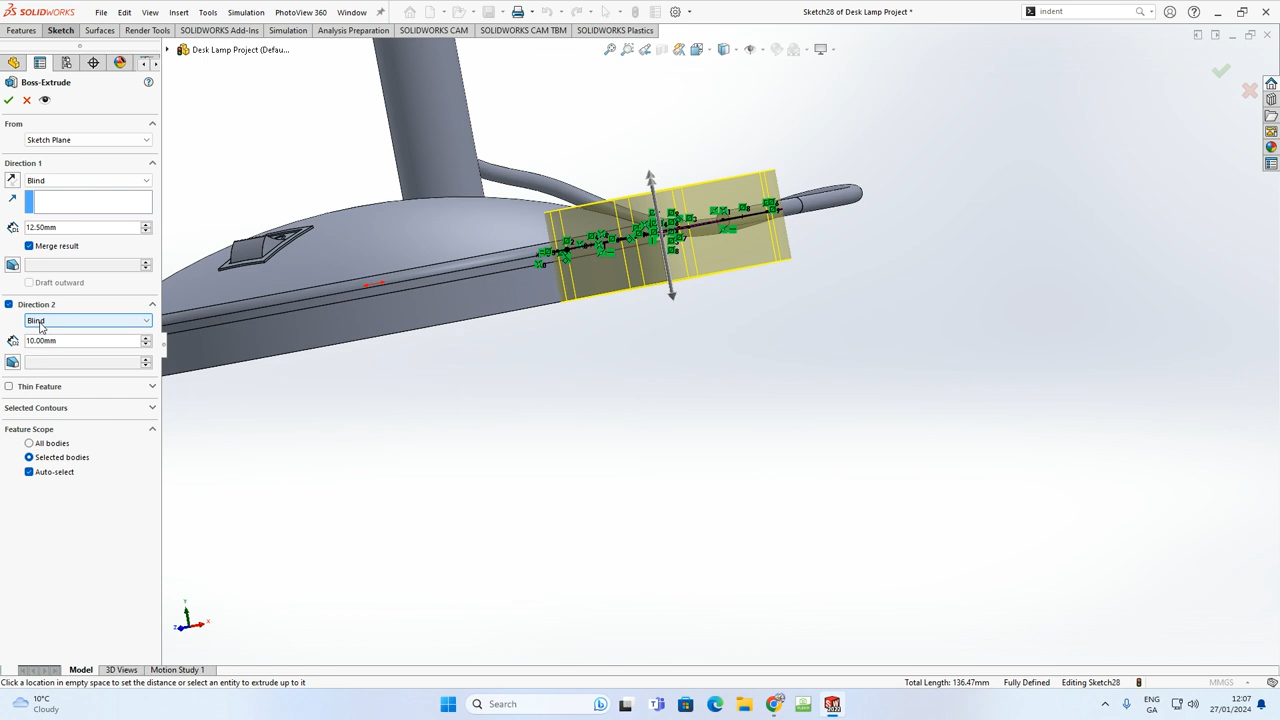 SOLIDWORKS File Edit View Insert Tools Simulation PhotoView 360 Window Sketch28 of Desk Lamp Project * indent
Features Sketch Surfaces Render Tools SOLIDWORKS Add-Ins Simulation Analysis Preparation SOLIDWORKS CAM SOLIDWORKS CAM TBM SOLIDWORKS Plastics
Desk Lamp Project (Defau...
Boss-Extrude
From
Sketch Plane
Direction 1
Blind
12.50mm
Merge result
Draft outward
Direction 2
Blind
10.00mm
Thin Feature
Selected Contours
Feature Scope
All bodies
Selected bodies
Auto-select
Y
Z X
Model 3D Views Motion Study 1
Click a location in empty space to set the distance or select an entity to extrude up to it Total Length: 136.47mm Fully Defined Editing Sketch28 MMGS
10°C
Cloudy
Search
ENG
GA
12:07
27/01/2024